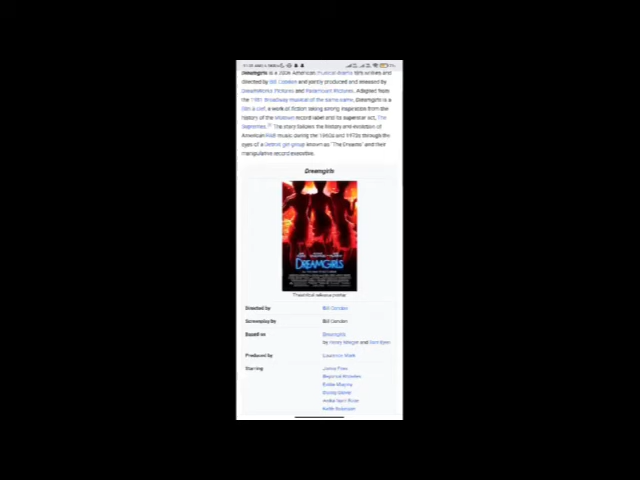 Dreamgirls is a 2006 American musical drama film written and
directed by Bill Condon and jointly produced and released by
DreamWorks Pictures and Paramount Pictures. Adapted from
the 1981 Broadway musical of the same name, Dreamgirls is a
film à clef, a work of fiction taking strong inspiration from the
history of the Motown record label and its superstar act, The
Supremes. The story follows the history and evolution of
American R&B music during the 1960s and 1970s through the
eyes of a Detroit girl group known as "The Dreams" and their
manipulative record executive.
Dreamgirls
DREAMGIRLS
Theatrical release poster
Directed by Bill Condon
Screenplay by Bill Condon
Based on Dreamgirls
by Henry Krieger and Tom Eyen
Produced by Laurence Mark
Starring Jamie Foxx
Beyoncé Knowles
Eddie Murphy
Danny Glover
Anika Noni Rose
Keith Robinson